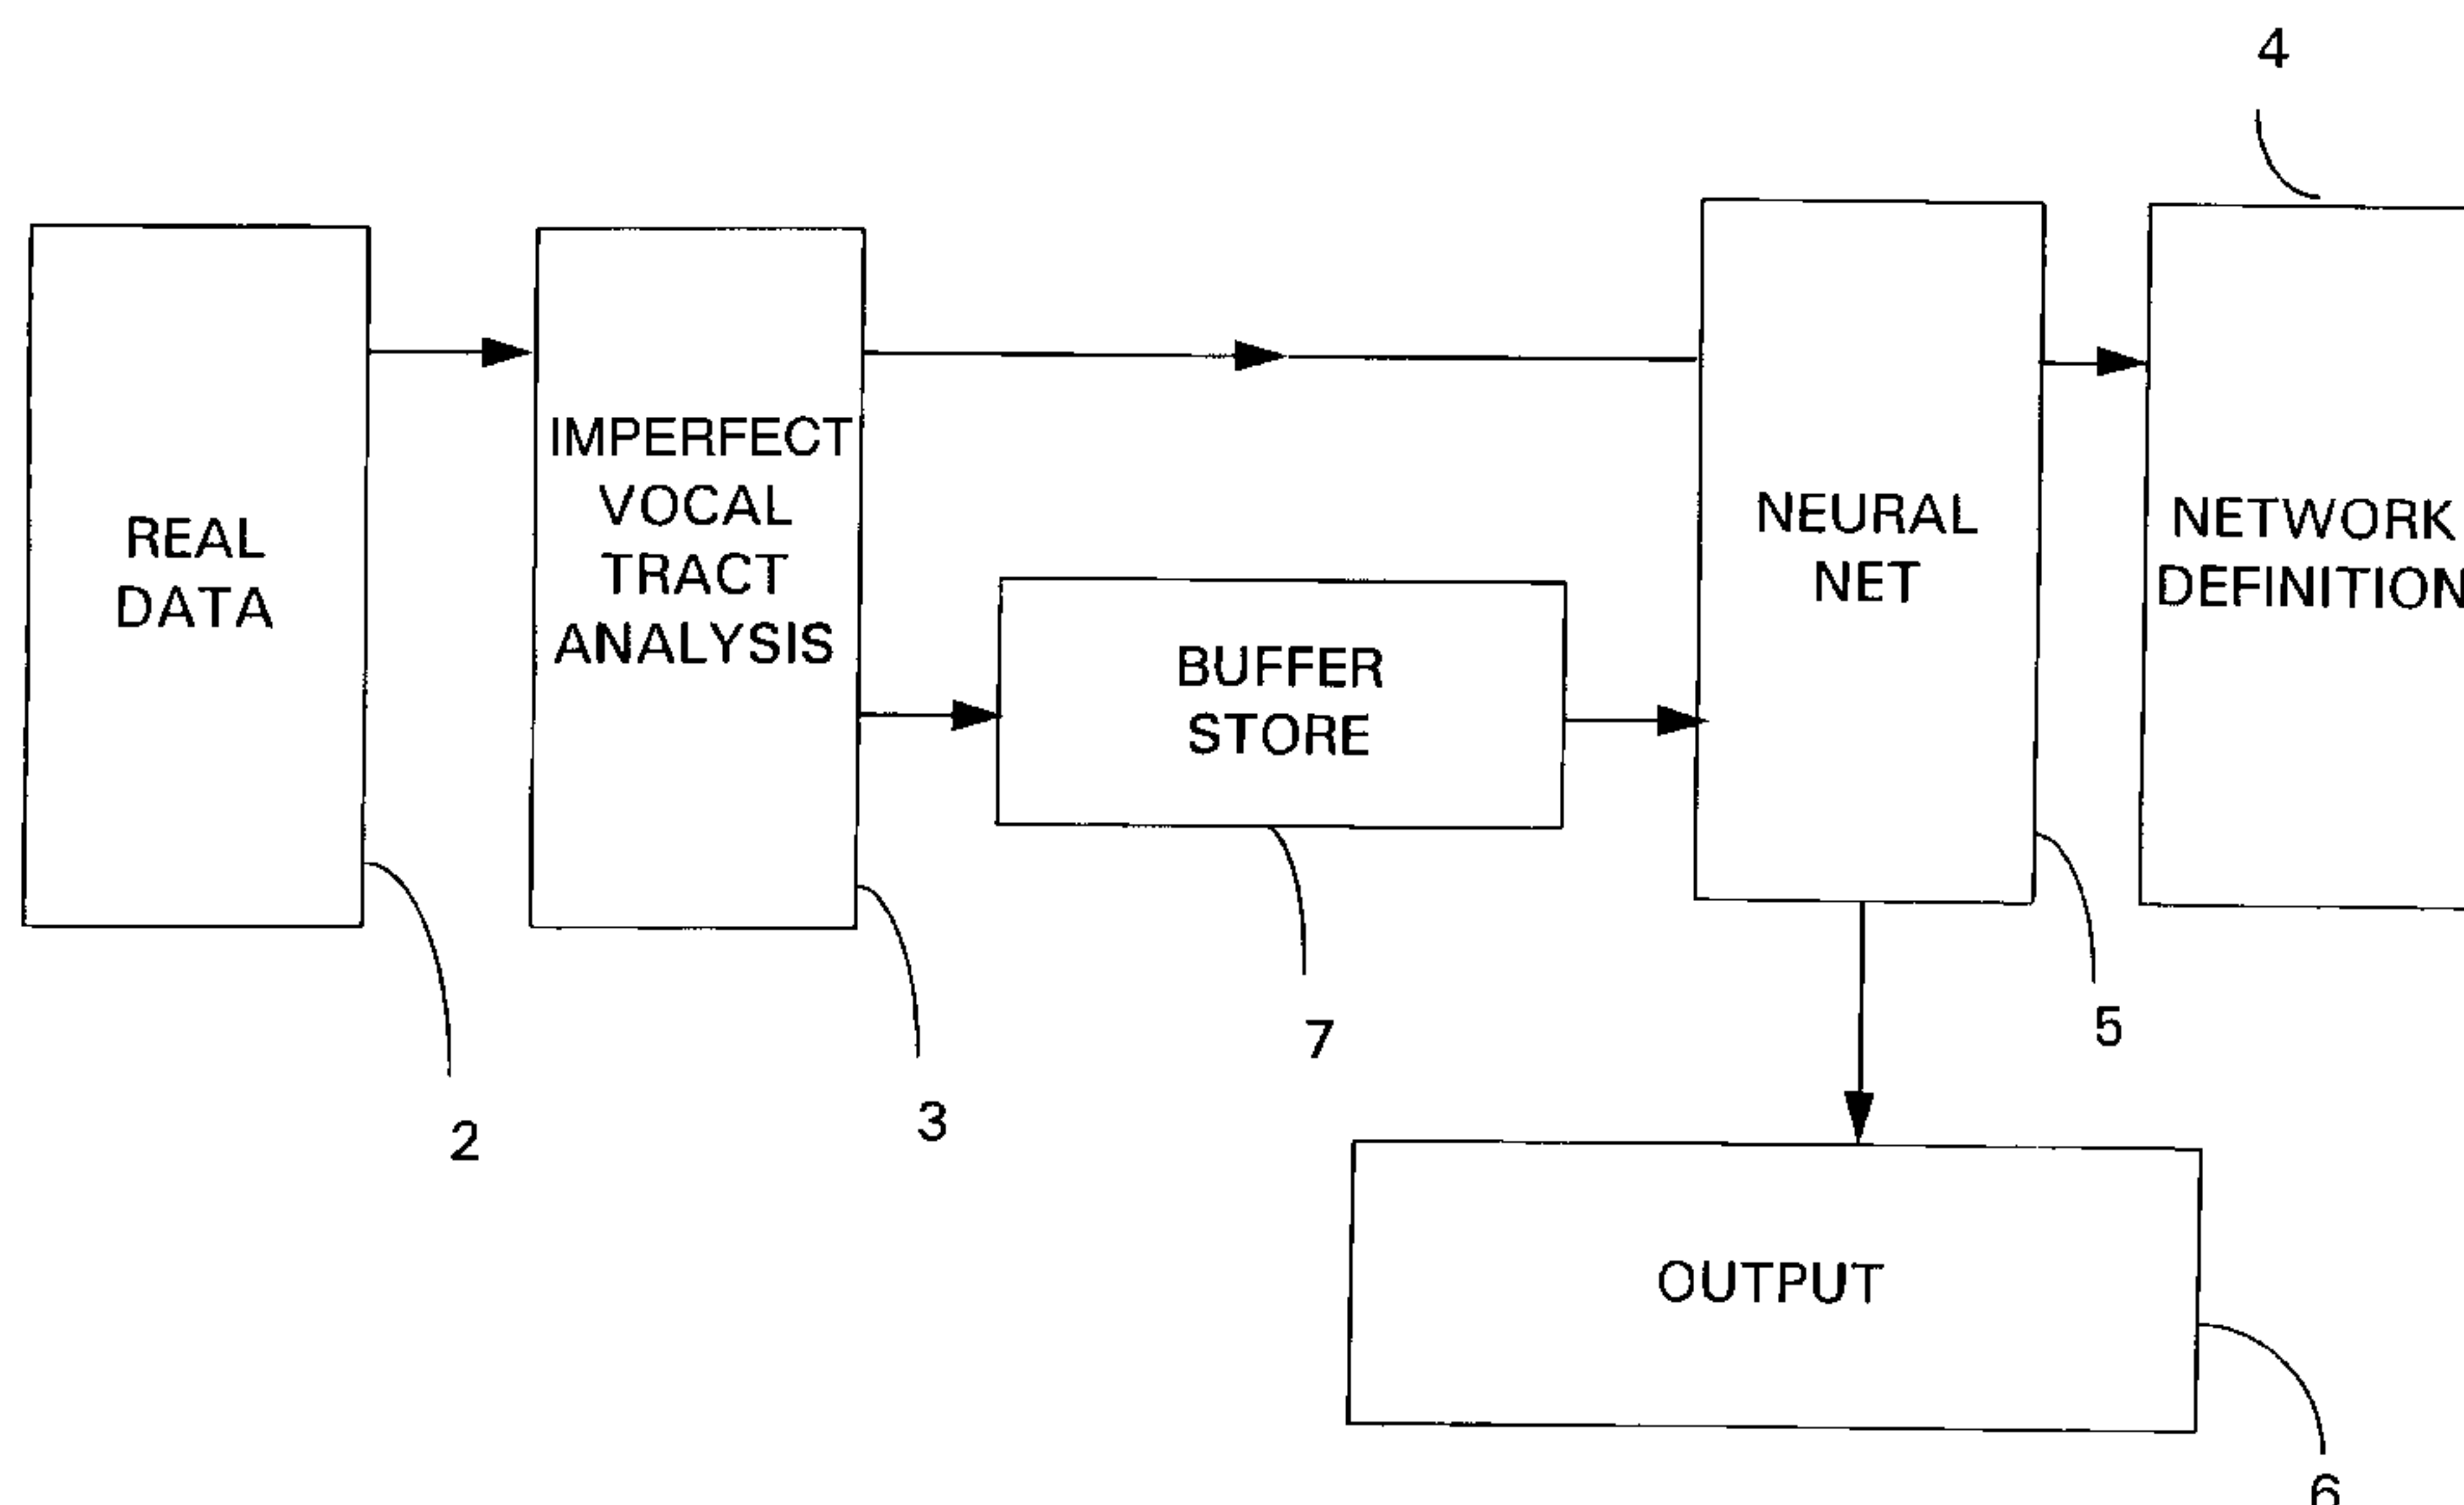 4
REAL
DATA
IMPERFECT
VOCAL
TRACT
ANALYSIS
BUFFER
STORE
NEURAL
NET
NETWORK
DEFINITION
2
3
7
5
OUTPUT
6